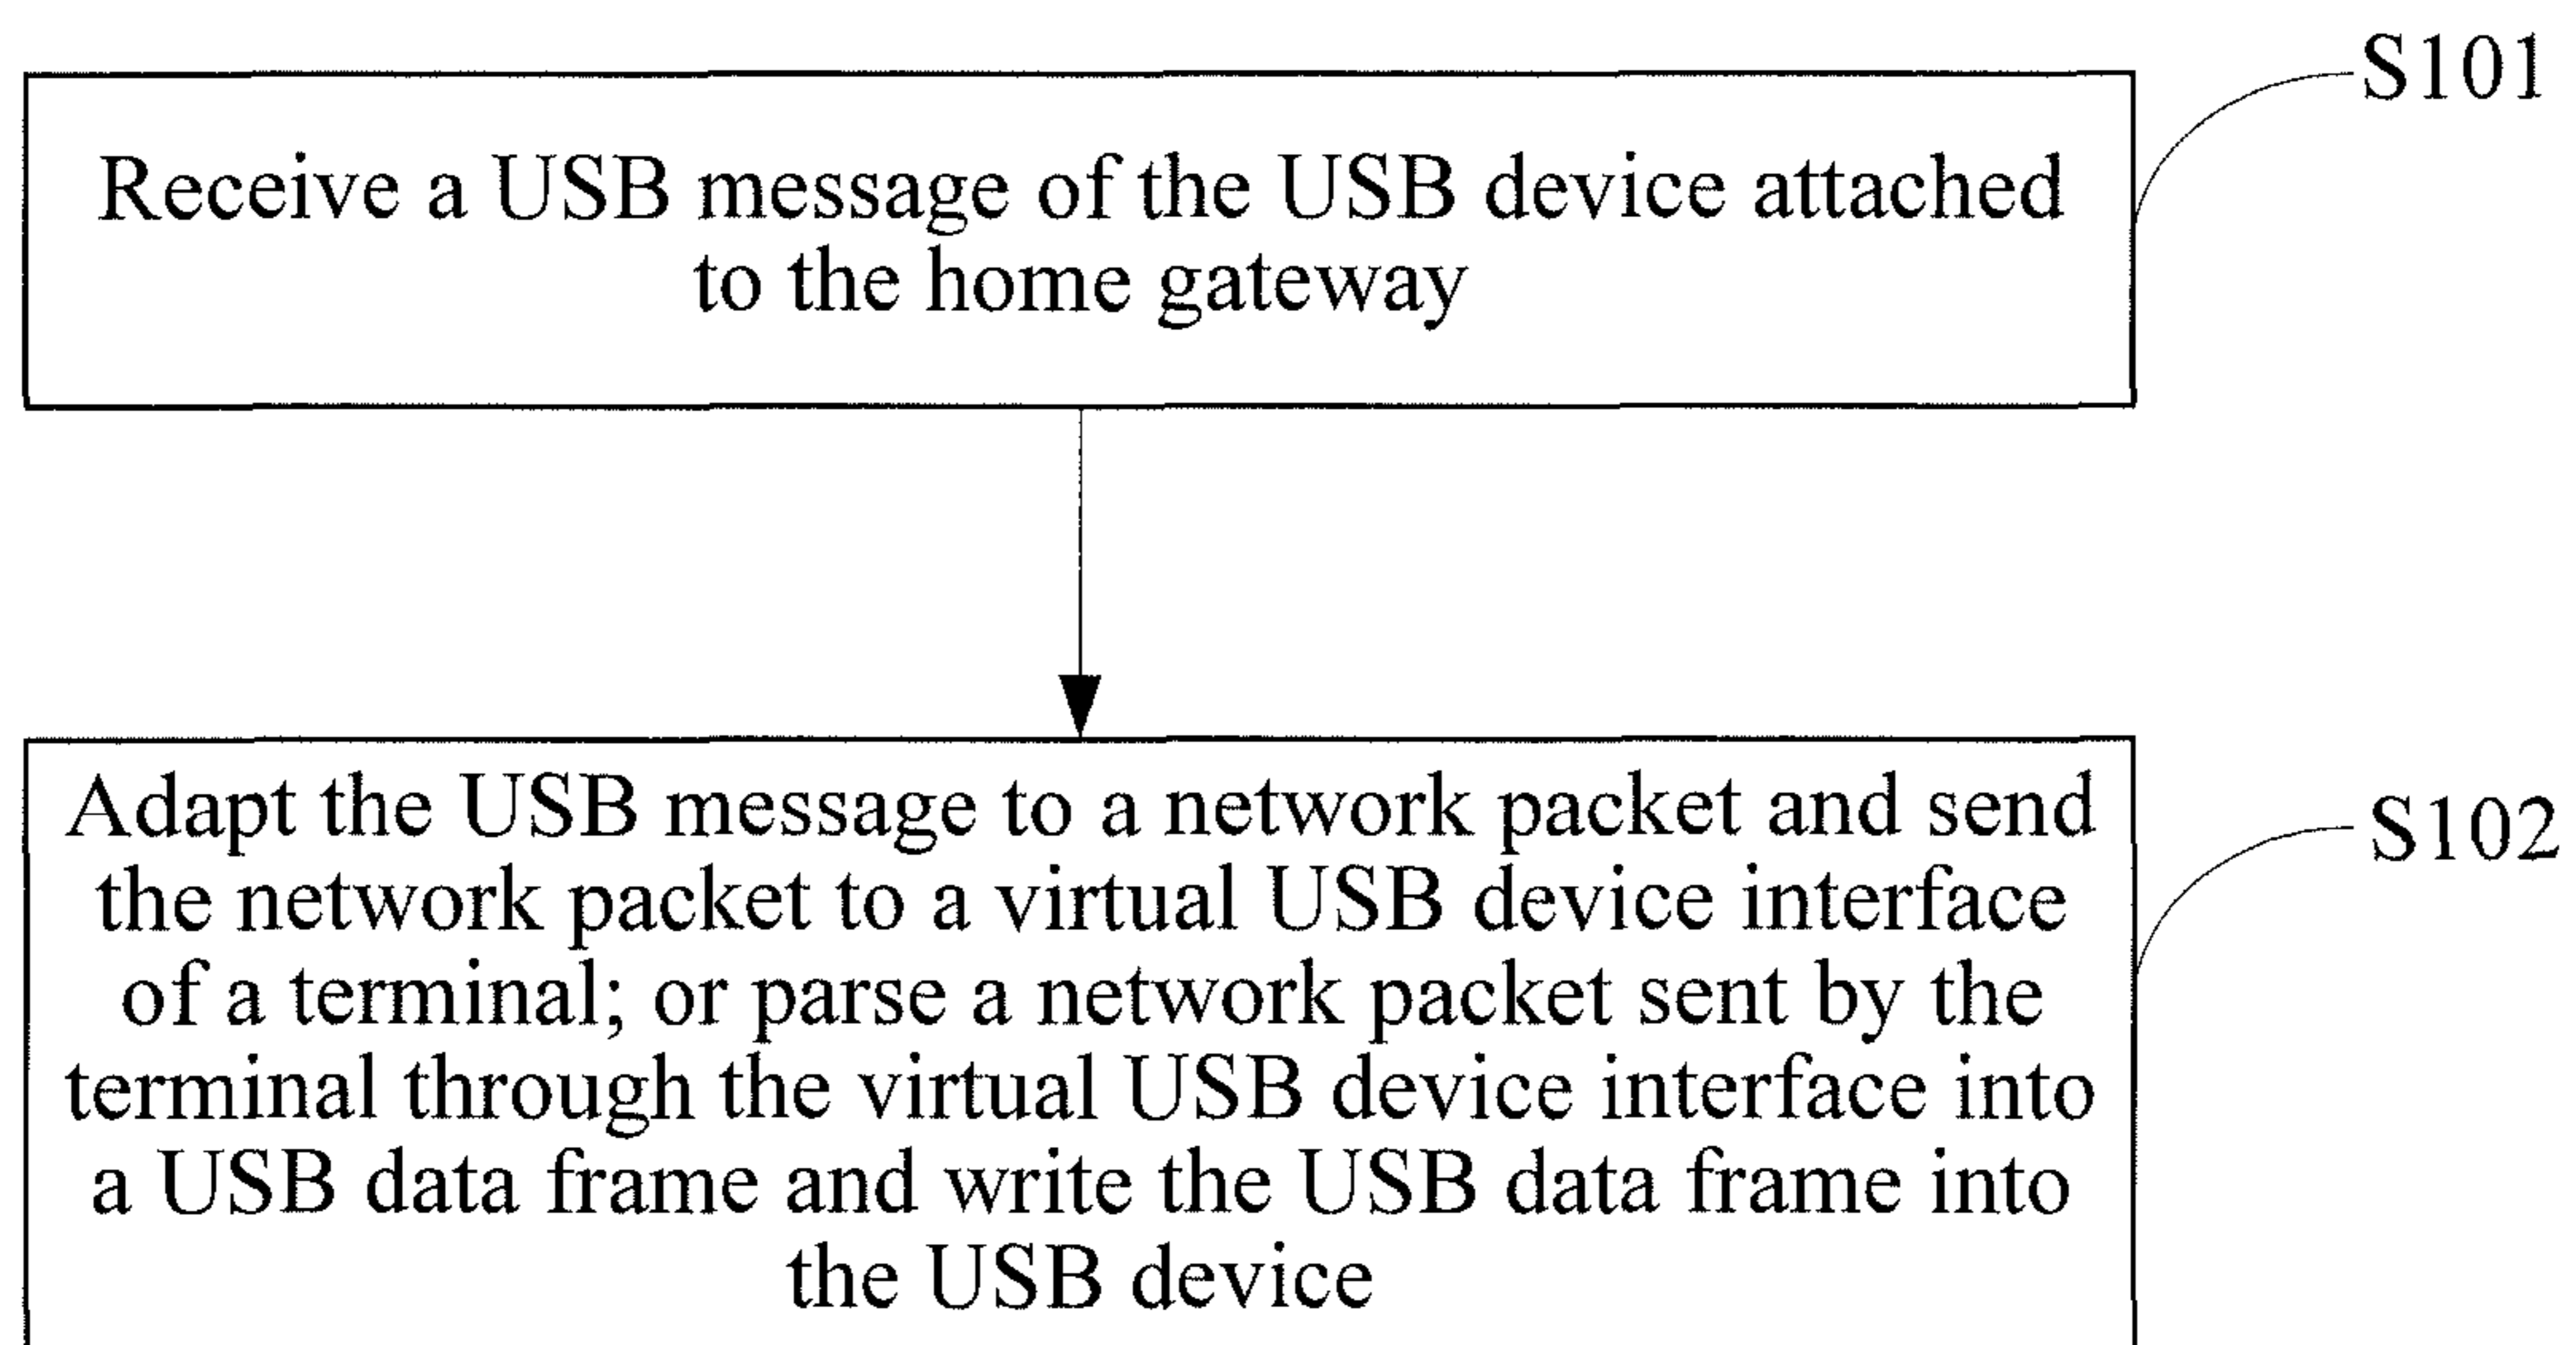 S101
Receive a USB message of the USB device attached
to the home gateway
Adapt the USB message to a network packet and send
S102
the network packet to a virtual USB device interface
of a terminal; or parse a network packet sent by the
terminal through the virtual USB device interface into
a USB data frame and write the USB data frame into
the USB device